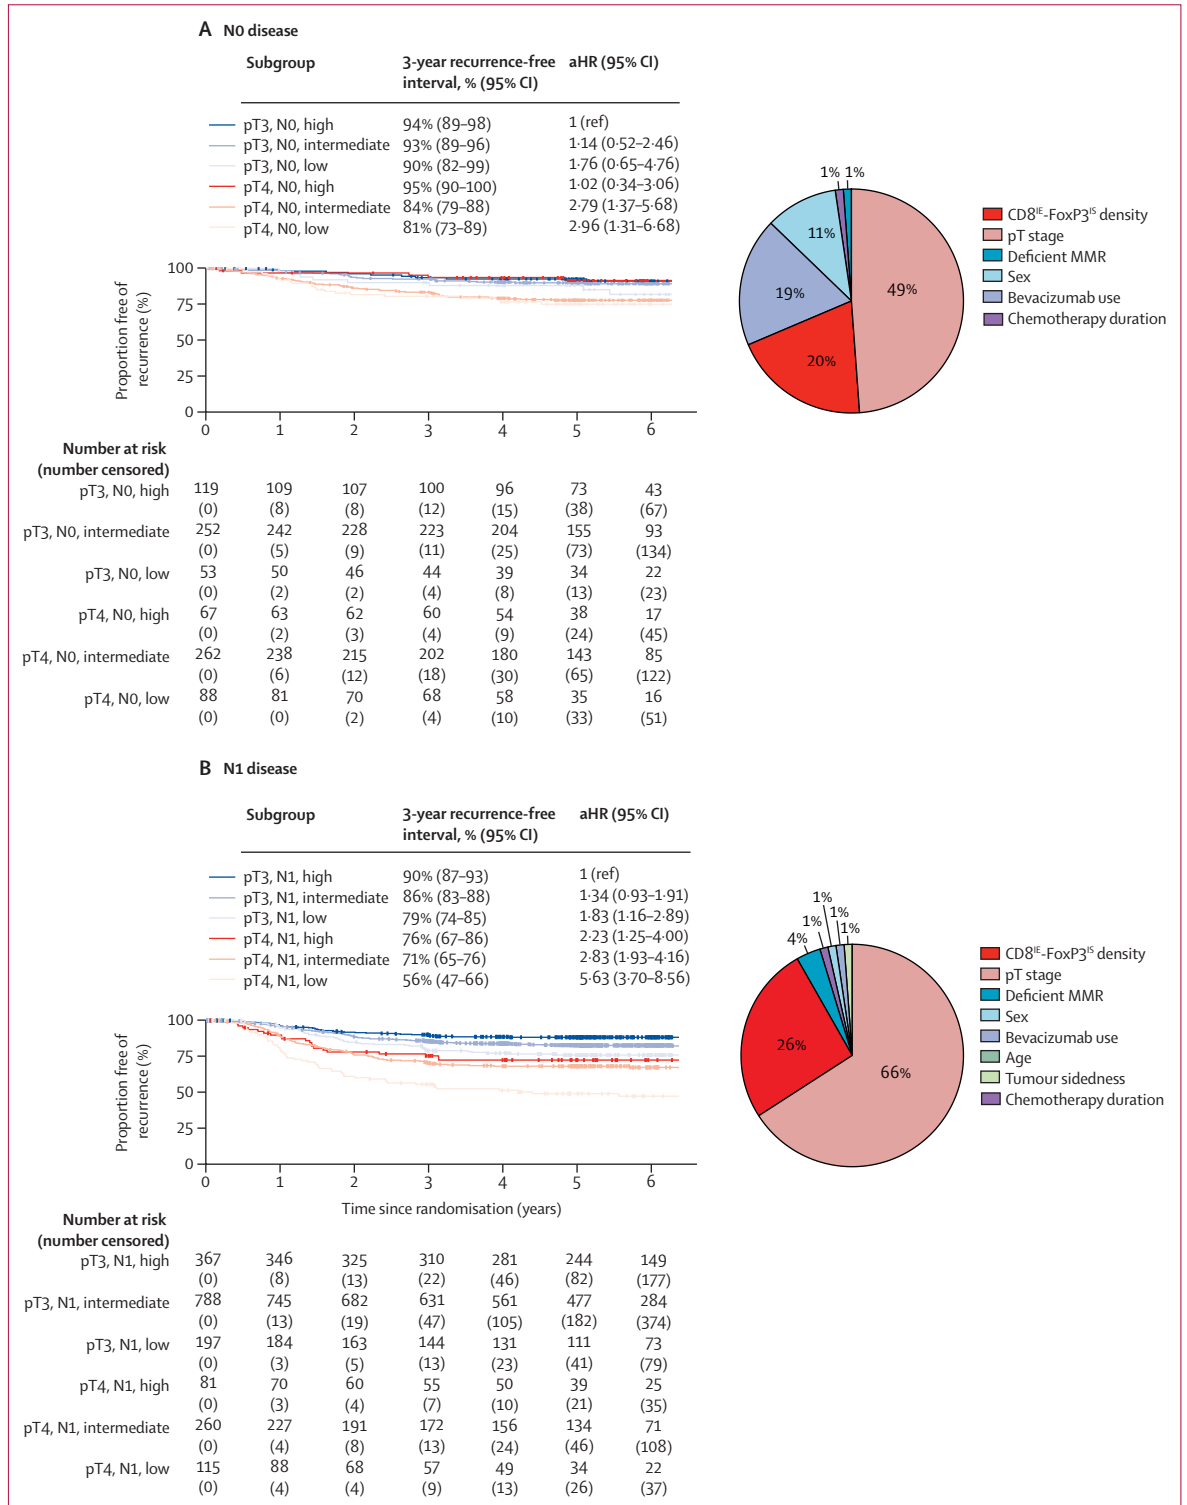 A N0 disease
Subgroup 3-year recurrence-free interval, % (95% CI) aHR (95% CI)
pT3, N0, high 94% (89–98) 1 (ref)
pT3, N0, intermediate 93% (89–96) 1·14 (0·52–2·46)
pT3, N0, low 90% (82–99) 1·76 (0·65–4·76)
pT4, N0, high 95% (90–100) 1·02 (0·34–3·06)
pT4, N0, intermediate 84% (79–88) 2·79 (1·37–5·68)
pT4, N0, low 81% (73–89) 2·96 (1·31–6·68)
Proportion free of
recurrence (%)
100
75
50
25
0
0 1 2 3 4 5 6
1% 1%
11%
19%
49%
20%
CD8IE-FoxP3IS density
pT stage
Deficient MMR
Sex
Bevacizumab use
Chemotherapy duration
Number at risk
(number censored)
pT3, N0, high 119 109 107 100 96 73 43
(0) (8) (8) (12) (15) (38) (67)
pT3, N0, intermediate 252 242 228 223 204 155 93
(0) (5) (9) (11) (25) (73) (134)
pT3, N0, low 53 50 46 44 39 34 22
(0) (2) (2) (4) (8) (13) (23)
pT4, N0, high 67 63 62 60 54 38 17
(0) (2) (3) (4) (9) (24) (45)
pT4, N0, intermediate 262 238 215 202 180 143 85
(0) (6) (12) (18) (30) (65) (122)
pT4, N0, low 88 81 70 68 58 35 16
(0) (0) (2) (4) (10) (33) (51)
B N1 disease
Subgroup 3-year recurrence-free interval, % (95% CI) aHR (95% CI)
pT3, N1, high 90% (87–93) 1 (ref)
pT3, N1, intermediate 86% (83–88) 1·34 (0·93–1·91)
pT3, N1, low 79% (74–85) 1·83 (1·16–2·89)
pT4, N1, high 76% (67–86) 2·23 (1·25–4·00)
pT4, N1, intermediate 71% (65–76) 2·83 (1·93–4·16)
pT4, N1, low 56% (47–66) 5·63 (3·70–8·56)
Proportion free of
recurrence (%)
100
75
50
25
0
0 1 2 3 4 5 6
Time since randomisation (years)
1%
1% 1%
4% 1%
26%
66%
CD8IE-FoxP3IS density
pT stage
Deficient MMR
Sex
Bevacizumab use
Age
Tumour sidedness
Chemotherapy duration
Number at risk
(number censored)
pT3, N1, high 367 346 325 310 281 244 149
(0) (8) (13) (22) (46) (82) (177)
pT3, N1, intermediate 788 745 682 631 561 477 284
(0) (13) (19) (47) (105) (182) (374)
pT3, N1, low 197 184 163 144 131 111 73
(0) (3) (5) (13) (23) (41) (79)
pT4, N1, high 81 70 60 55 50 39 25
(0) (3) (4) (7) (10) (21) (35)
pT4, N1, intermediate 260 227 191 172 156 134 71
(0) (4) (8) (13) (24) (46) (108)
pT4, N1, low 115 88 68 57 49 34 22
(0) (4) (4) (9) (13) (26) (37)